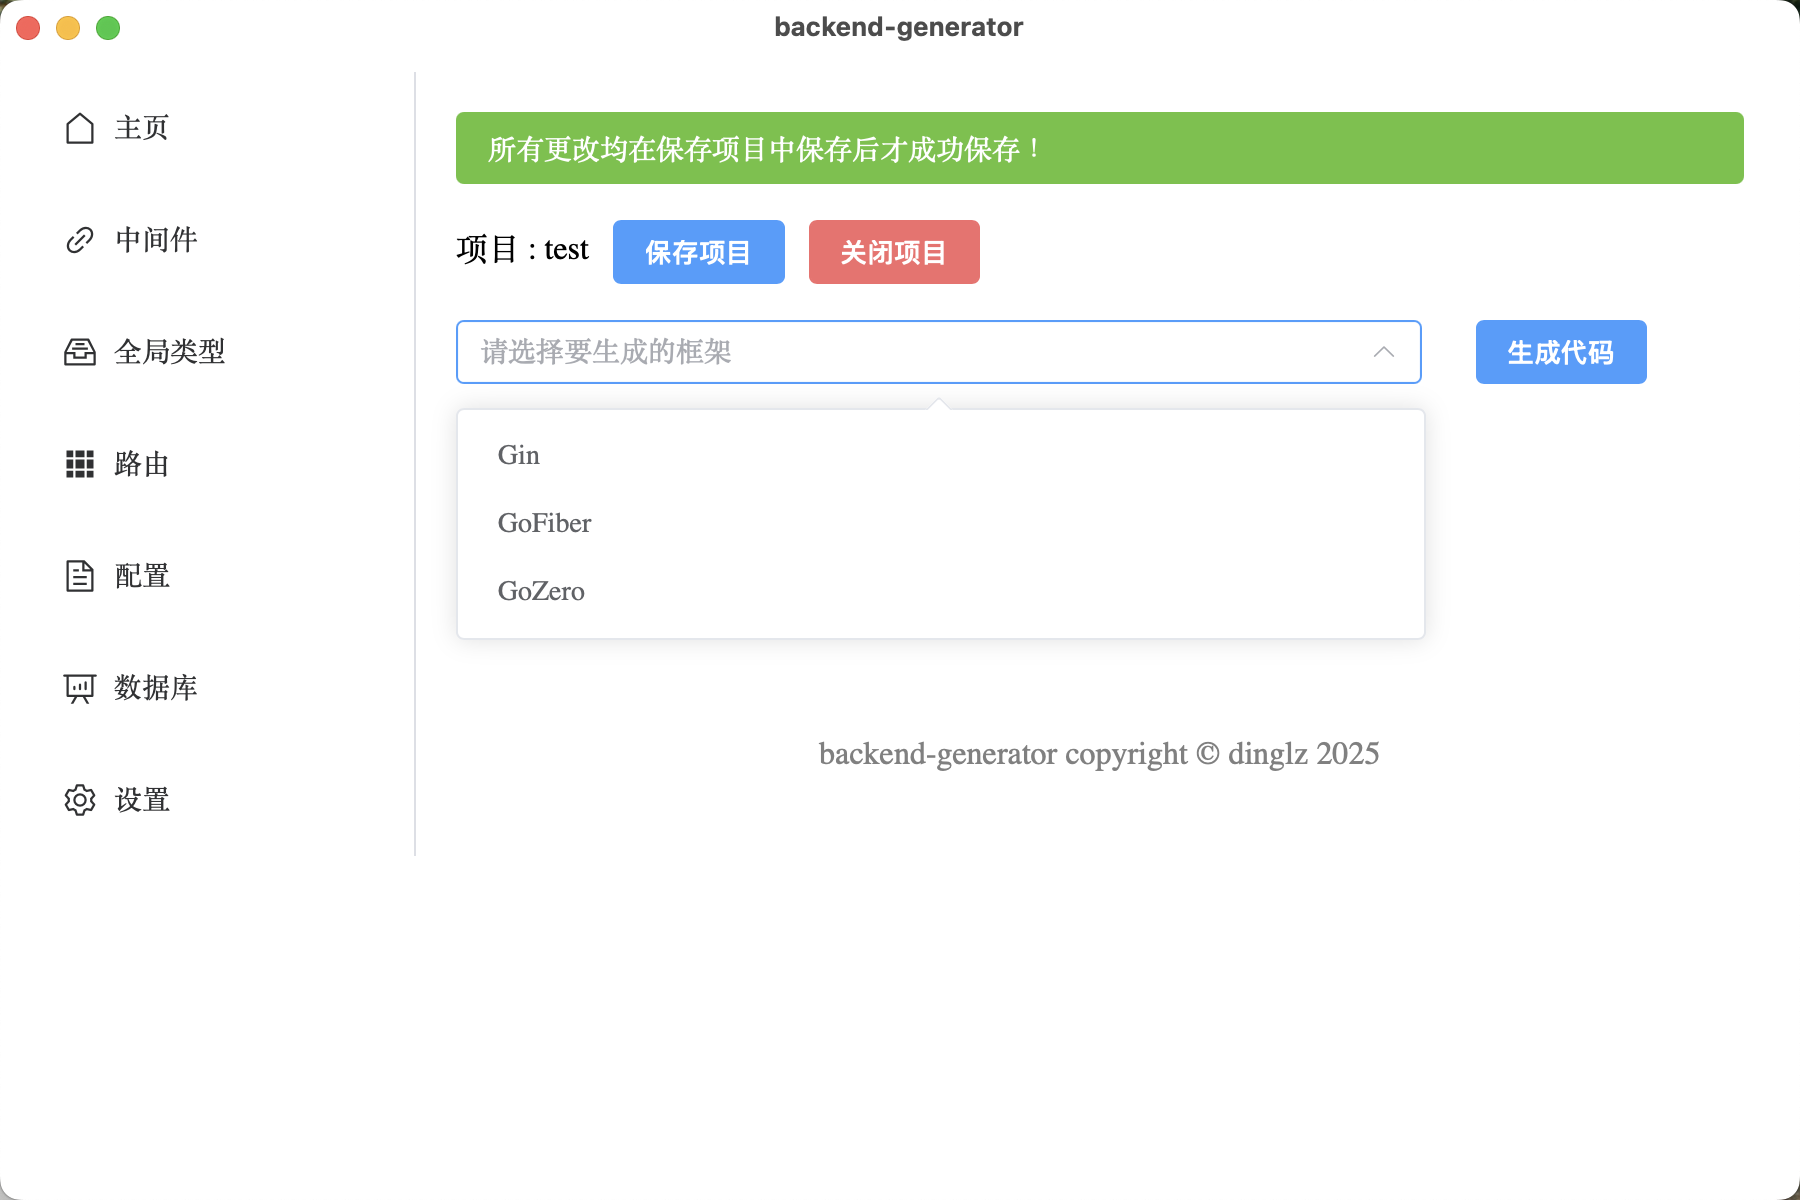 backend-generator
主页
中间件
全局类型
路由
配置
数据库
设置
所有更改均在保存项目中保存后才成功保存！
项目 : test 保存项目 关闭项目
请选择要生成的框架 生成代码
Gin
GoFiber
GoZero
backend-generator copyright © dinglz 2025